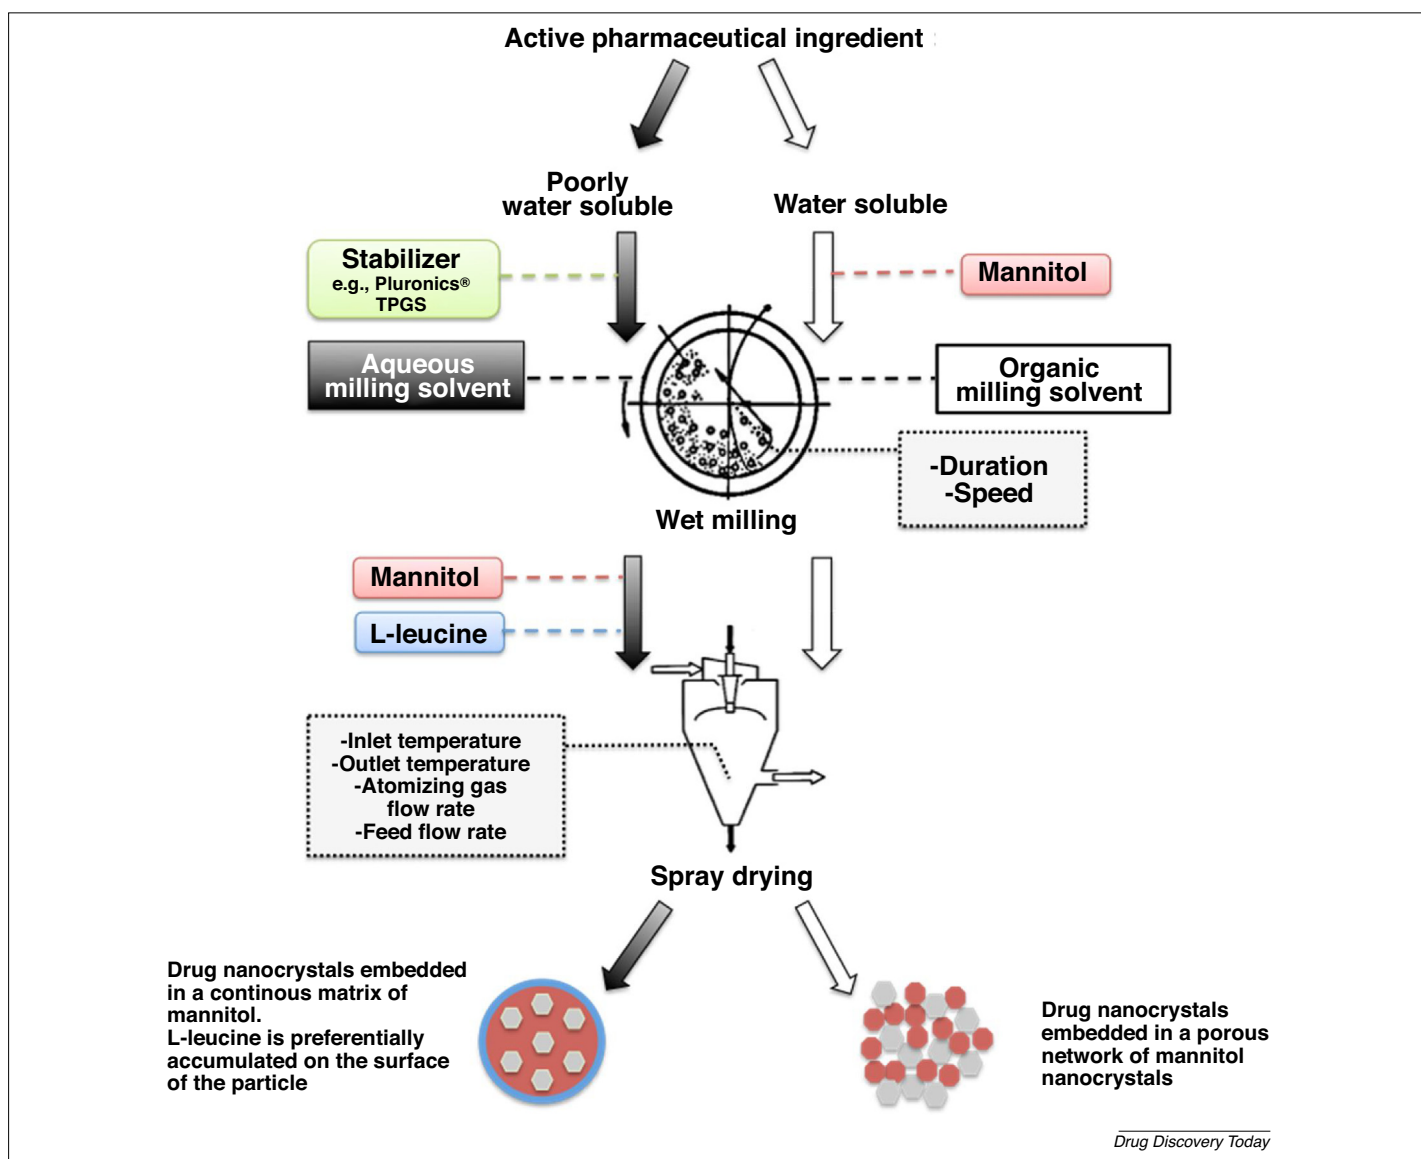 Active pharmaceutical ingredient
Poorly
water soluble
Water soluble
Stabilizer
e.g., Pluronics®
TPGS
Mannitol
Aqueous
milling solvent
Organic
milling solvent
-Duration
-Speed
Wet milling
Mannitol
L-leucine
-Inlet temperature
-Outlet temperature
-Atomizing gas
flow rate
-Feed flow rate
Spray drying
Drug nanocrystals embedded
in a continous matrix of
mannitol.
L-leucine is preferentially
accumulated on the surface
of the particle
Drug nanocrystals
embedded in a porous
network of mannitol
nanocrystals
Drug Discovery Today